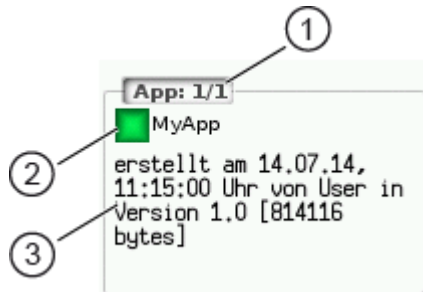 1
App: 1/1
2
MyApp
erstellt am 14.07.14,
11:15:00 Uhr von User in
3
Version 1.0 [814116
bytes]